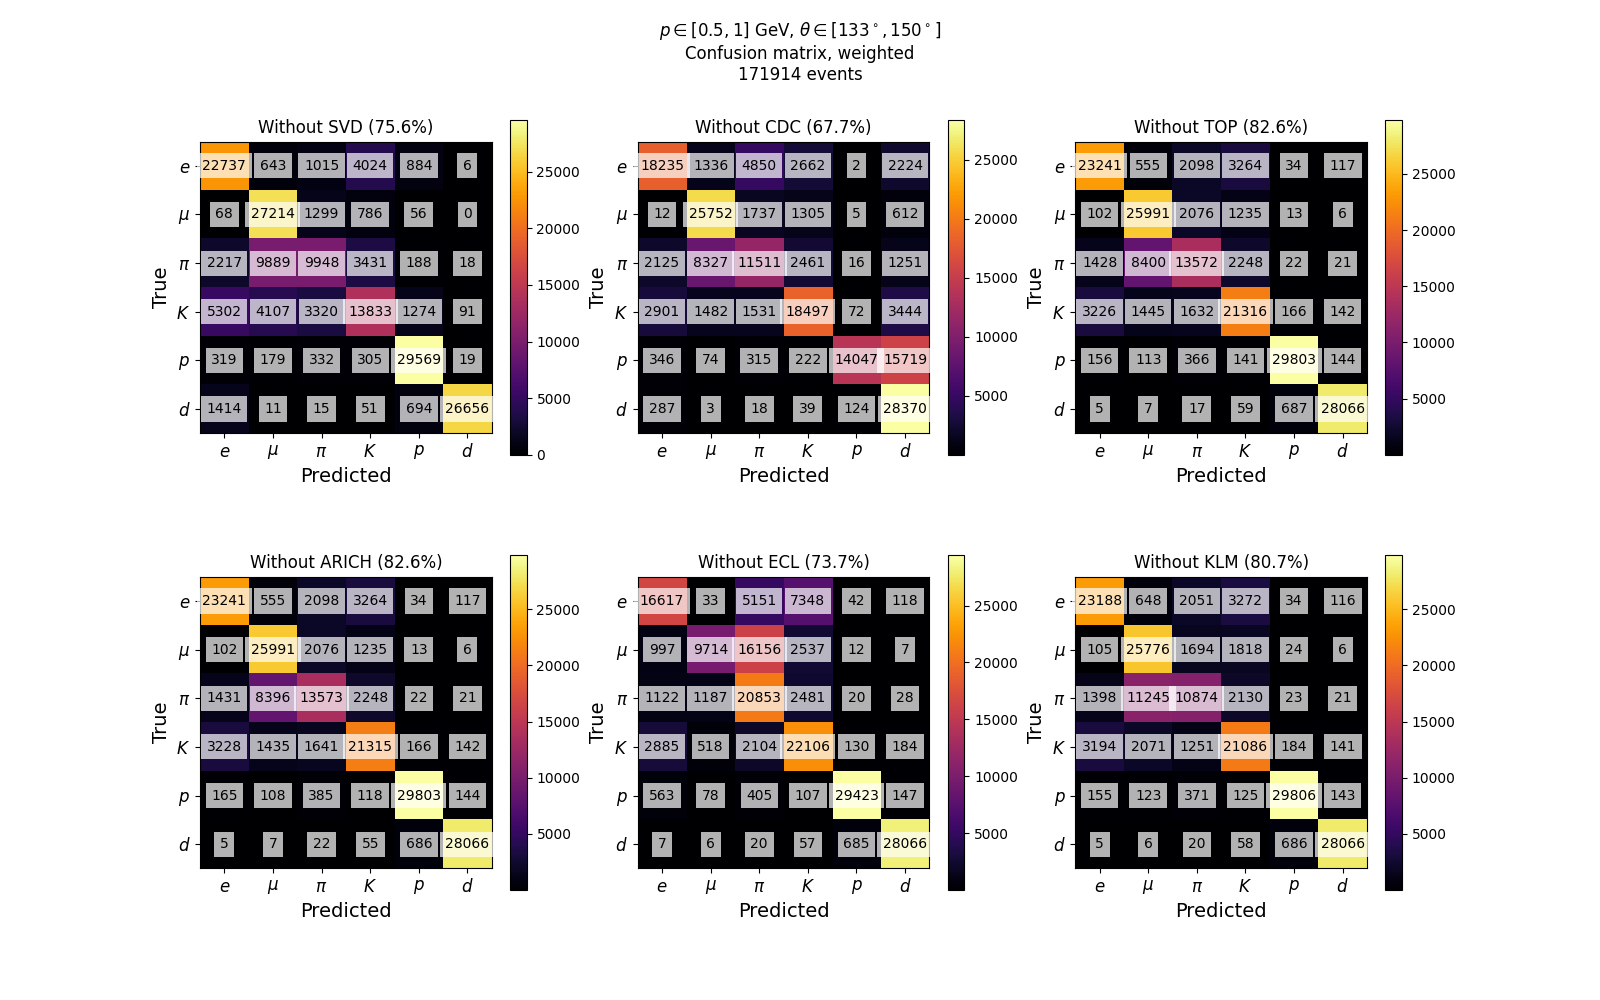 p ∈ [0.5, 1] GeV, θ ∈ [133°, 150°]
Confusion matrix, weighted
171914 events
Without SVD (75.6%)
True
e 22737 643 1015 4024 884 6
μ 68 27214 1299 786 56 0
π 2217 9889 9948 3431 188 18
K 5302 4107 3320 13833 1274 91
p 319 179 332 305 29569 19
d 1414 11 15 51 694 26656
e μ π K p d
Predicted
25000
20000
15000
10000
5000
0
Without CDC (67.7%)
True
e 18235 1336 4850 2662 2 2224
μ 12 25752 1737 1305 5 612
π 2125 8327 11511 2461 16 1251
K 2901 1482 1531 18497 72 3444
p 346 74 315 222 14047 15719
d 287 3 18 39 124 28370
e μ π K p d
Predicted
25000
20000
15000
10000
5000
Without TOP (82.6%)
True
e 23241 555 2098 3264 34 117
μ 102 25991 2076 1235 13 6
π 1428 8400 13572 2248 22 21
K 3226 1445 1632 21316 166 142
p 156 113 366 141 29803 144
d 5 7 17 59 687 28066
e μ π K p d
Predicted
25000
20000
15000
10000
5000
Without ARICH (82.6%)
True
e 23241 555 2098 3264 34 117
μ 102 25991 2076 1235 13 6
π 1431 8396 13573 2248 22 21
K 3228 1435 1641 21315 166 142
p 165 108 385 118 29803 144
d 5 7 22 55 686 28066
e μ π K p d
Predicted
25000
20000
15000
10000
5000
Without ECL (73.7%)
True
e 16617 33 5151 7348 42 118
μ 997 9714 16156 2537 12 7
π 1122 1187 20853 2481 20 28
K 2885 518 2104 22106 130 184
p 563 78 405 107 29423 147
d 7 6 20 57 685 28066
e μ π K p d
Predicted
25000
20000
15000
10000
5000
Without KLM (80.7%)
True
e 23188 648 2051 3272 34 116
μ 105 25776 1694 1818 24 6
π 1398 11245 10874 2130 23 21
K 3194 2071 1251 21086 184 141
p 155 123 371 125 29806 143
d 5 6 20 58 686 28066
e μ π K p d
Predicted
25000
20000
15000
10000
5000